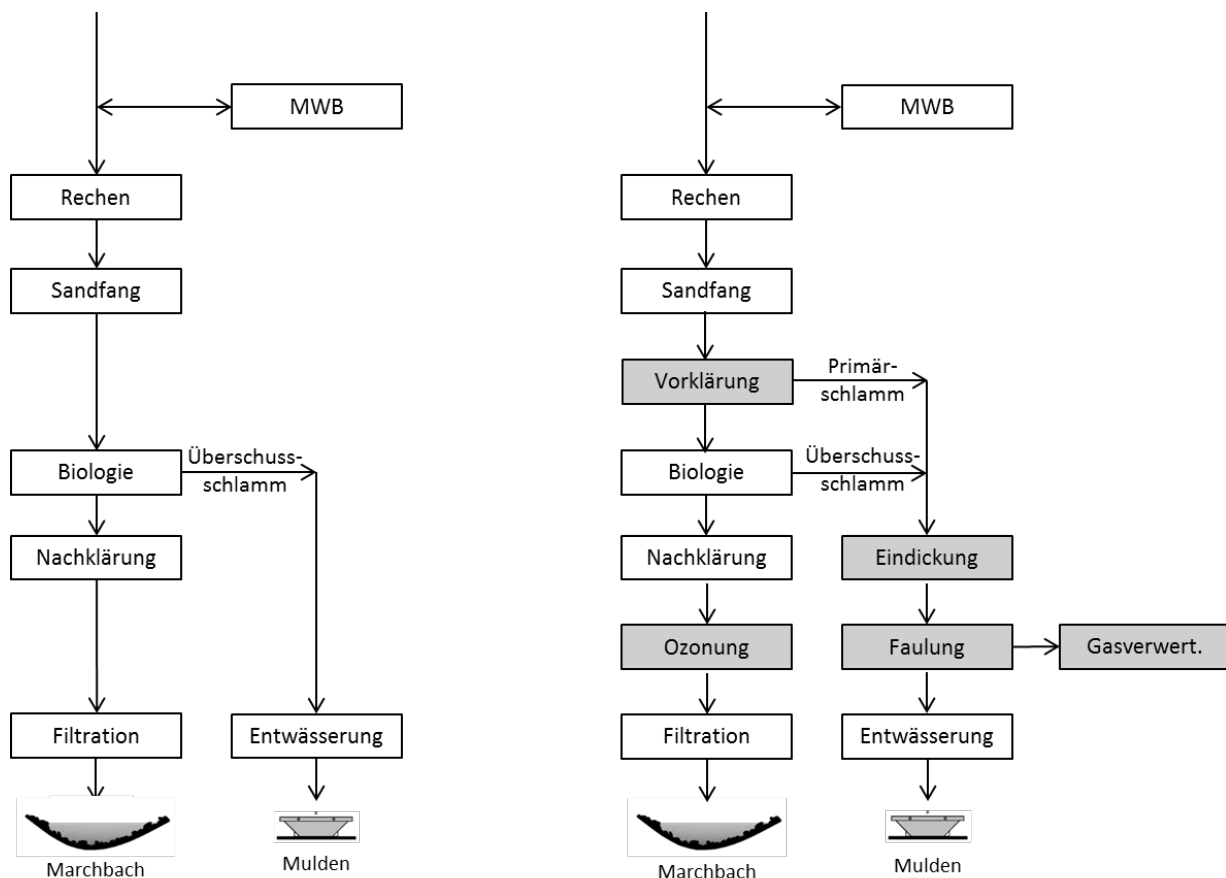 MWB
Rechen
Sandfang
Biologie
Überschuss-
schlamm
Nachklärung
Filtration
Entwässerung
Marchbach
Mulden
MWB
Rechen
Sandfang
Vorklärung
Primär-
schlamm
Biologie
Überschuss-
schlamm
Nachklärung
Eindickung
Ozonung
Faulung
Gasverwert.
Filtration
Entwässerung
Marchbach
Mulden